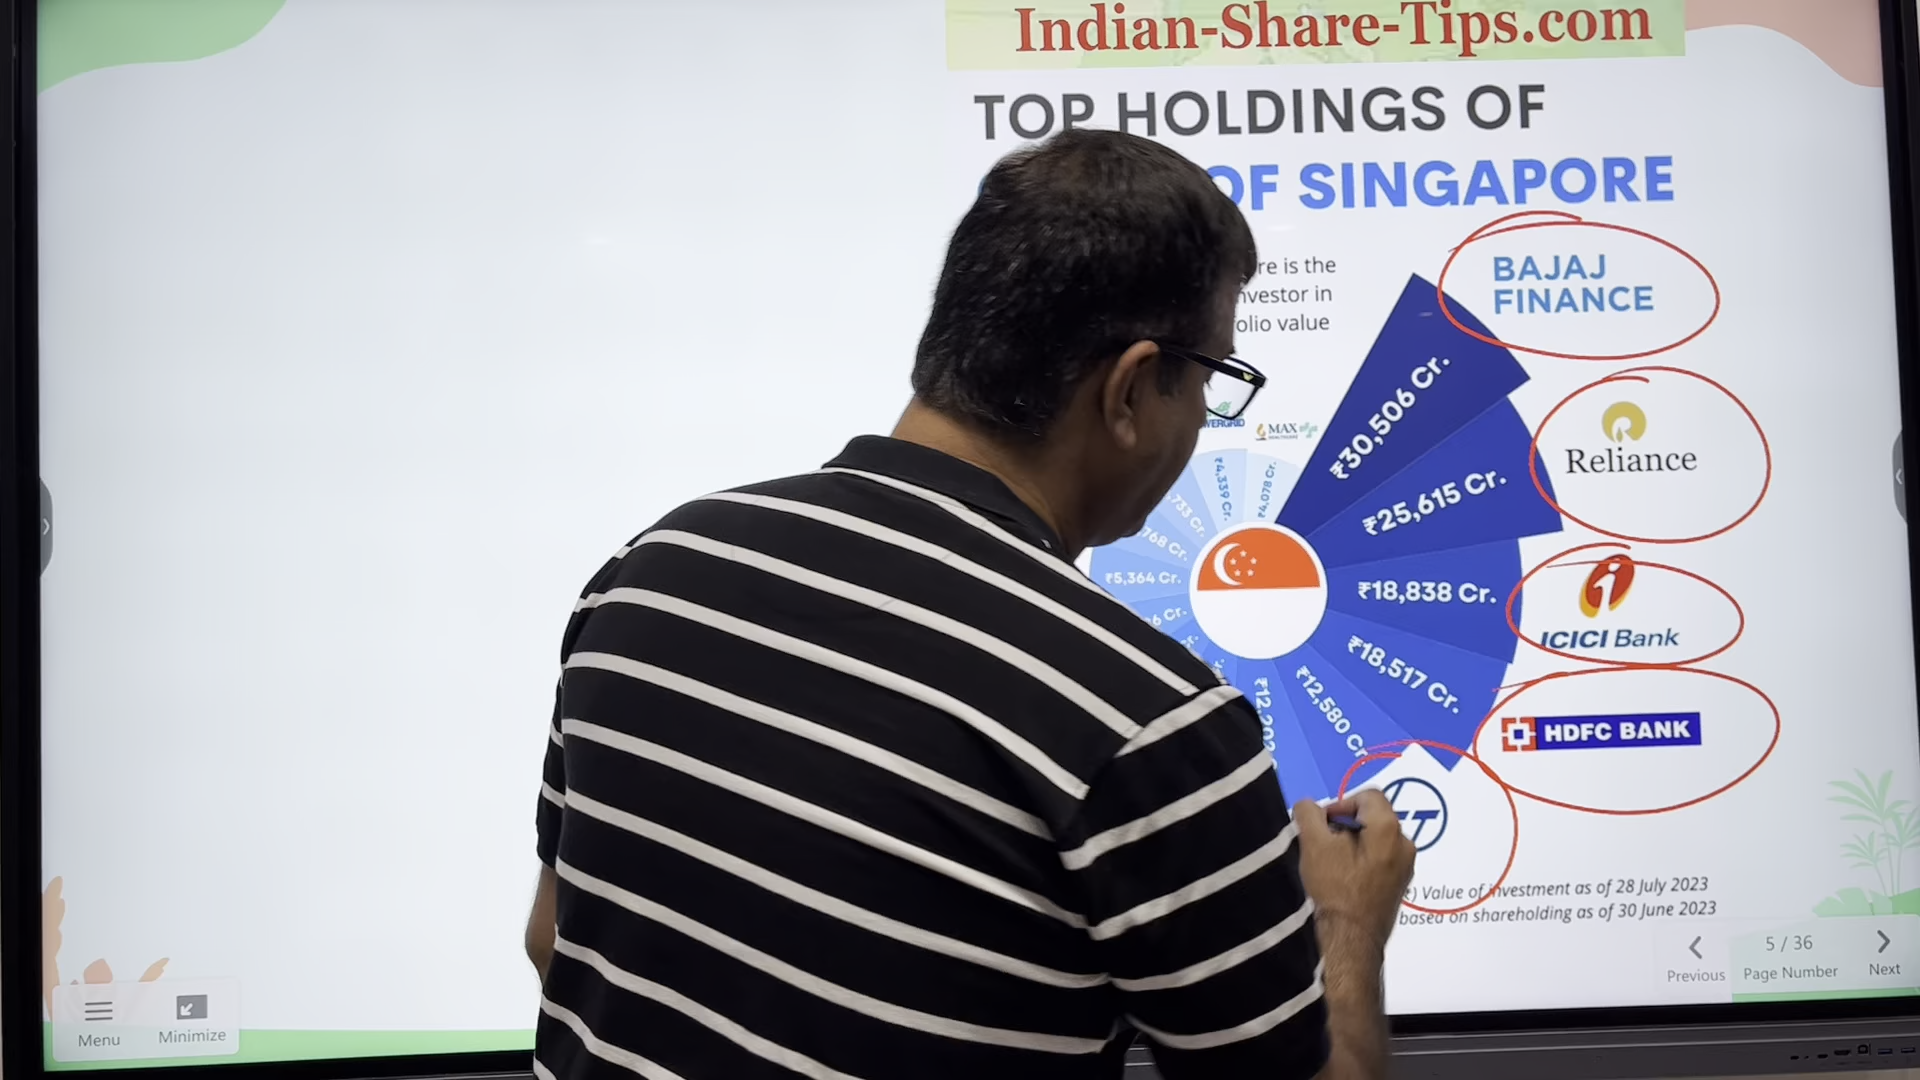 Indian-Share-Tips.com
TOP HOLDINGS OF
OF SINGAPORE
is the
in
value
BAJAJ
FINANCE
MAX
Reliance
ICICI Bank
HDFC BANK
₹30,506 Cr.
₹25,615 Cr.
₹18,838 Cr.
₹18,517 Cr.
₹12,580 Cr.
₹5,364 Cr.
₹4,339 Cr.
₹4,078 Cr.
Value of investment as of 28 July 2023
based on shareholding as of 30 June 2023
5 / 36
Previous Page Number Next
Menu Minimize